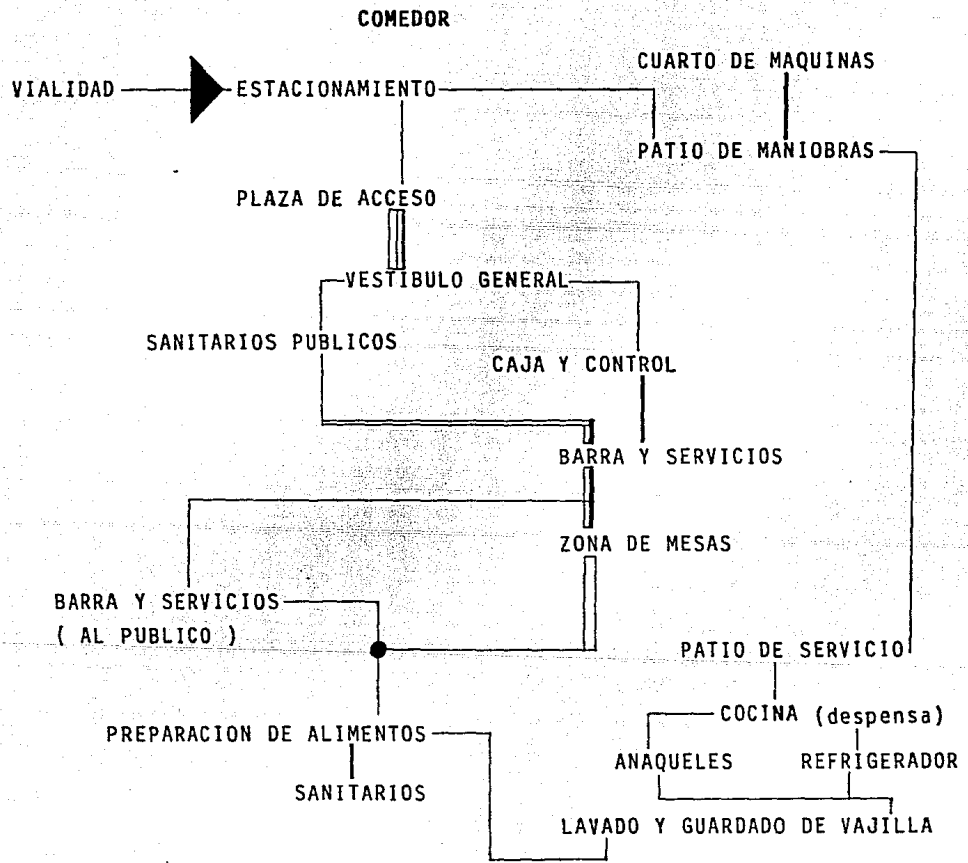 COMEDOR
CUARTO DE MAQUINAS
VIALIDAD
ESTACIONAMIENTO
PATIO DE MANIOBRAS
PLAZA DE ACCESO
VESTIBULO GENERAL
SANITARIOS PUBLICOS
CAJA Y CONTROL
BARRA Y SERVICIOS
ZONA DE MESAS
BARRA Y SERVICIOS
( AL PUBLICO )
PATIO DE SERVICIO
COCINA (despensa)
PREPARACION DE ALIMENTOS
ANAQUELES
REFRIGERADOR
SANITARIOS
LAVADO Y GUARDADO DE VAJILLA